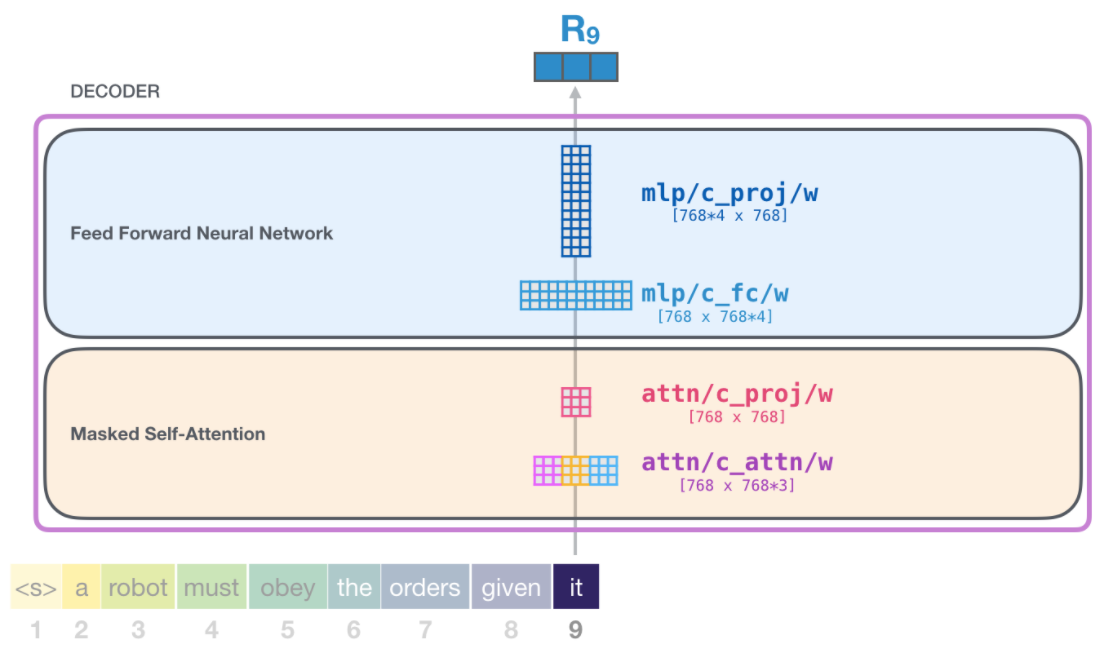 R₉
DECODER
mlp/c_proj/w
[768*4 x 768]
Feed Forward Neural Network
mlp/c_fc/w
[768 x 768*4]
attn/c_proj/w
[768 x 768]
Masked Self-Attention
attn/c_attn/w
[768 x 768*3]
<s> a robot must obey the orders given it
1 2 3 4 5 6 7 8 9